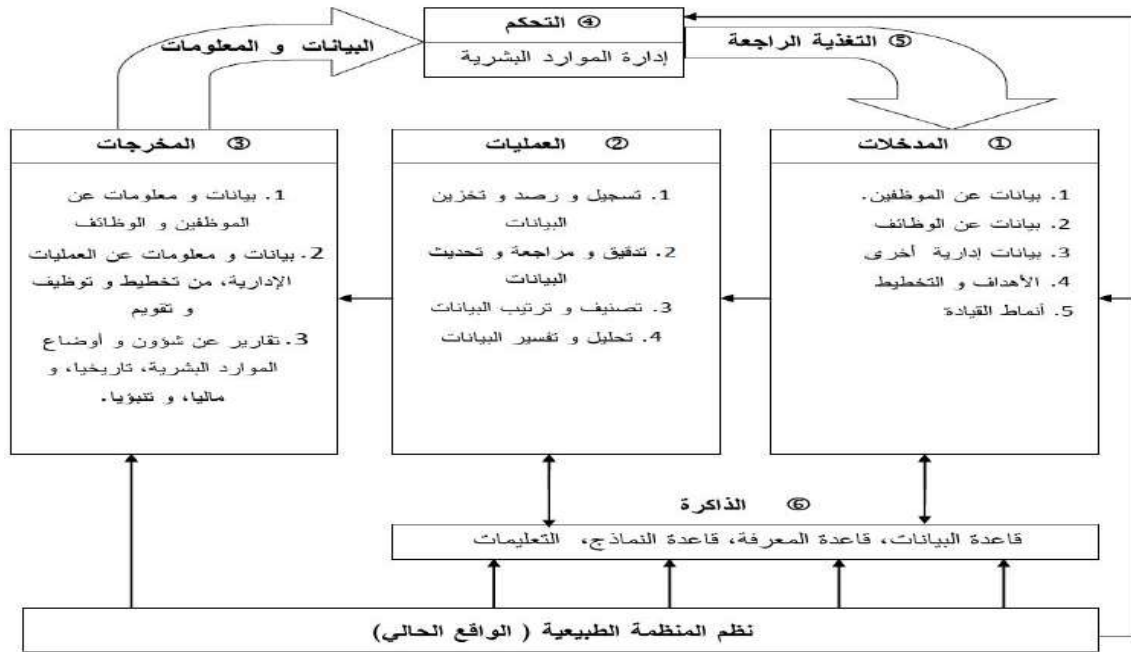 ④ التحكم
إدارة الموارد البشرية
⑤ التغذية الراجعة
البيانات و المعلومات
① المدخلات
1. بيانات عن الموظفين.
2. بيانات عن الوظائف
3. بيانات إدارية أخرى
4. الأهداف و التخطيط
5. أنماط القيادة
② العمليات
1. تسجيل و رصد و تخزين
البيانات
2. تدقيق و مراجعة و تحديث
البيانات
3. تصنيف و ترتيب البيانات
4. تحليل و تفسير البيانات
③ المخرجات
1. بيانات و معلومات عن
الموظفين و الوظائف
2. بيانات و معلومات عن العمليات
الإدارية، من تخطيط و توظيف
و تقويم
3. تقارير عن شؤون و أوضاع
الموارد البشرية، تاريخيا، و
ماليا، و تنبؤيا.
⑥ الذاكرة
قاعدة البيانات، قاعدة المعرفة، قاعدة النماذج، التعليمات
نظم المنظمة الطبيعية ( الواقع الحالي)